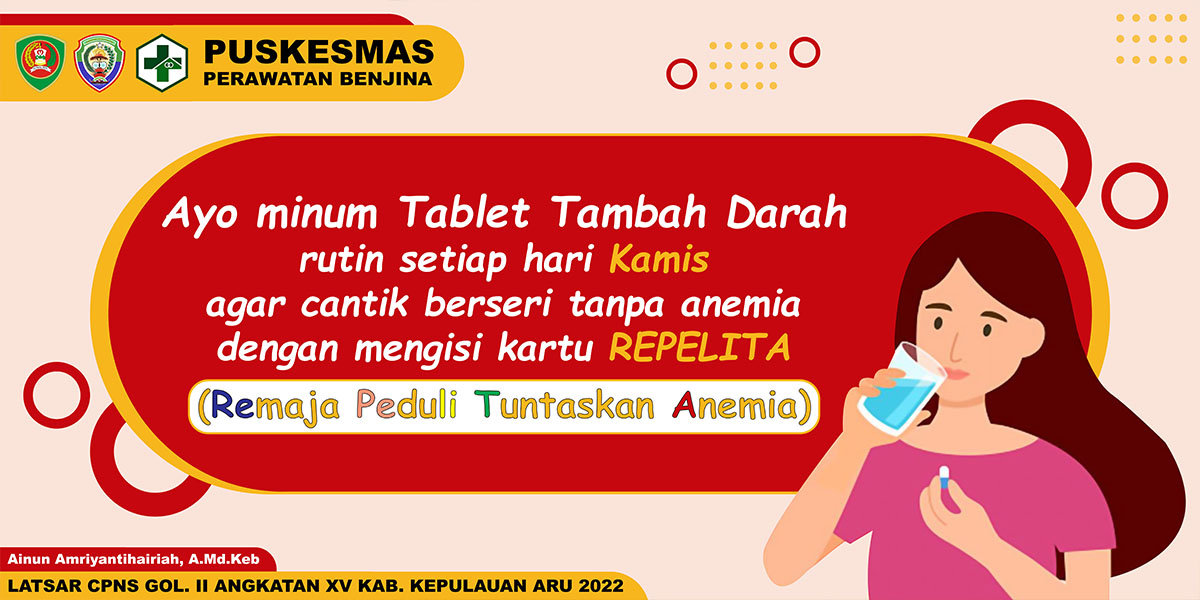 PUSKESMAS
PERAWATAN BENJINA
Ayo minum Tablet Tambah Darah
rutin setiap hari Kamis
agar cantik berseri tanpa anemia
dengan mengisi kartu REPELITA
(Remaja Peduli Tuntaskan Anemia)
Ainun Amriyantihairiah, A.Md.Keb
LATSAR CPNS GOL. II ANGKATAN XV KAB. KEPULAUAN ARU 2022